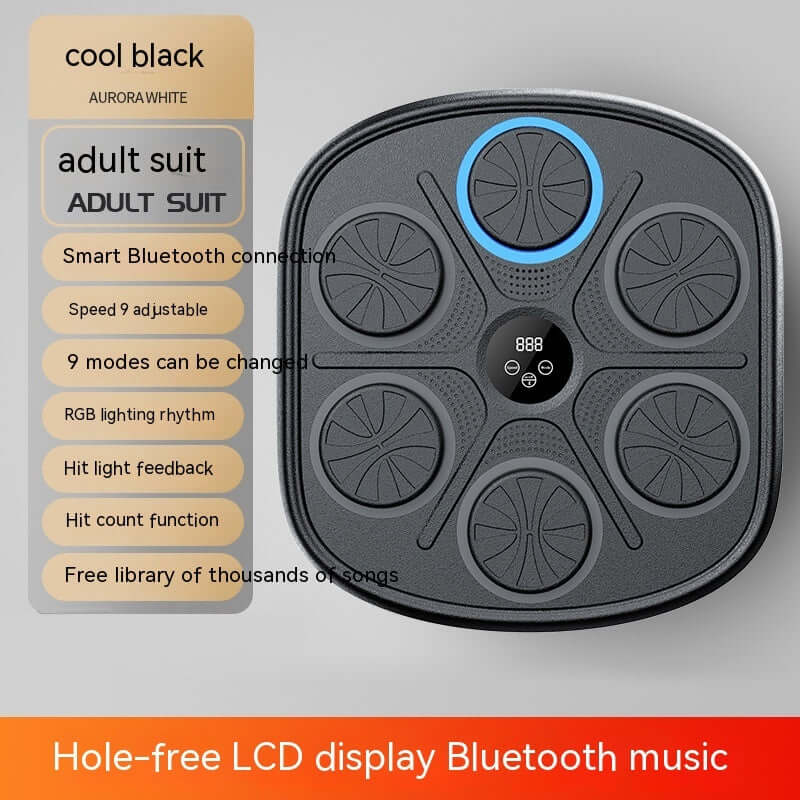 cool black
AURORAWHITE
adult suit
ADULT SUIT
Smart Bluetooth connection
Speed 9 adjustable
9 modes can be changed
RGB lighting rhythm
Hit light feedback
Hit count function
Free library of thousands of songs
888
Speed
Mode
Hole-free LCD display Bluetooth music